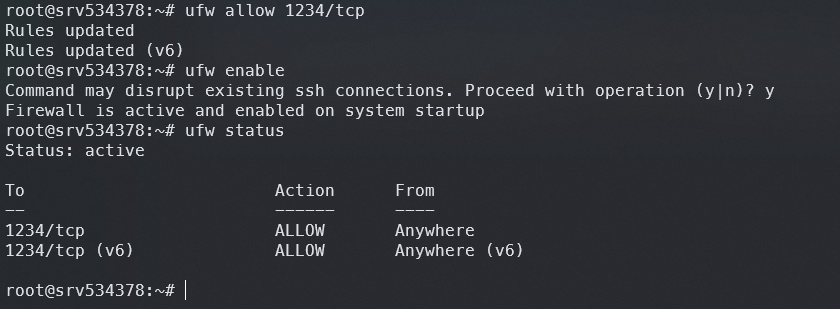 root@srv534378:~# ufw allow 1234/tcp
Rules updated
Rules updated (v6)
root@srv534378:~# ufw enable
Command may disrupt existing ssh connections. Proceed with operation (y|n)? y
Firewall is active and enabled on system startup
root@srv534378:~# ufw status
Status: active
To                         Action      From
--                         ------      ----
1234/tcp                   ALLOW       Anywhere
1234/tcp (v6)              ALLOW       Anywhere (v6)
root@srv534378:~#